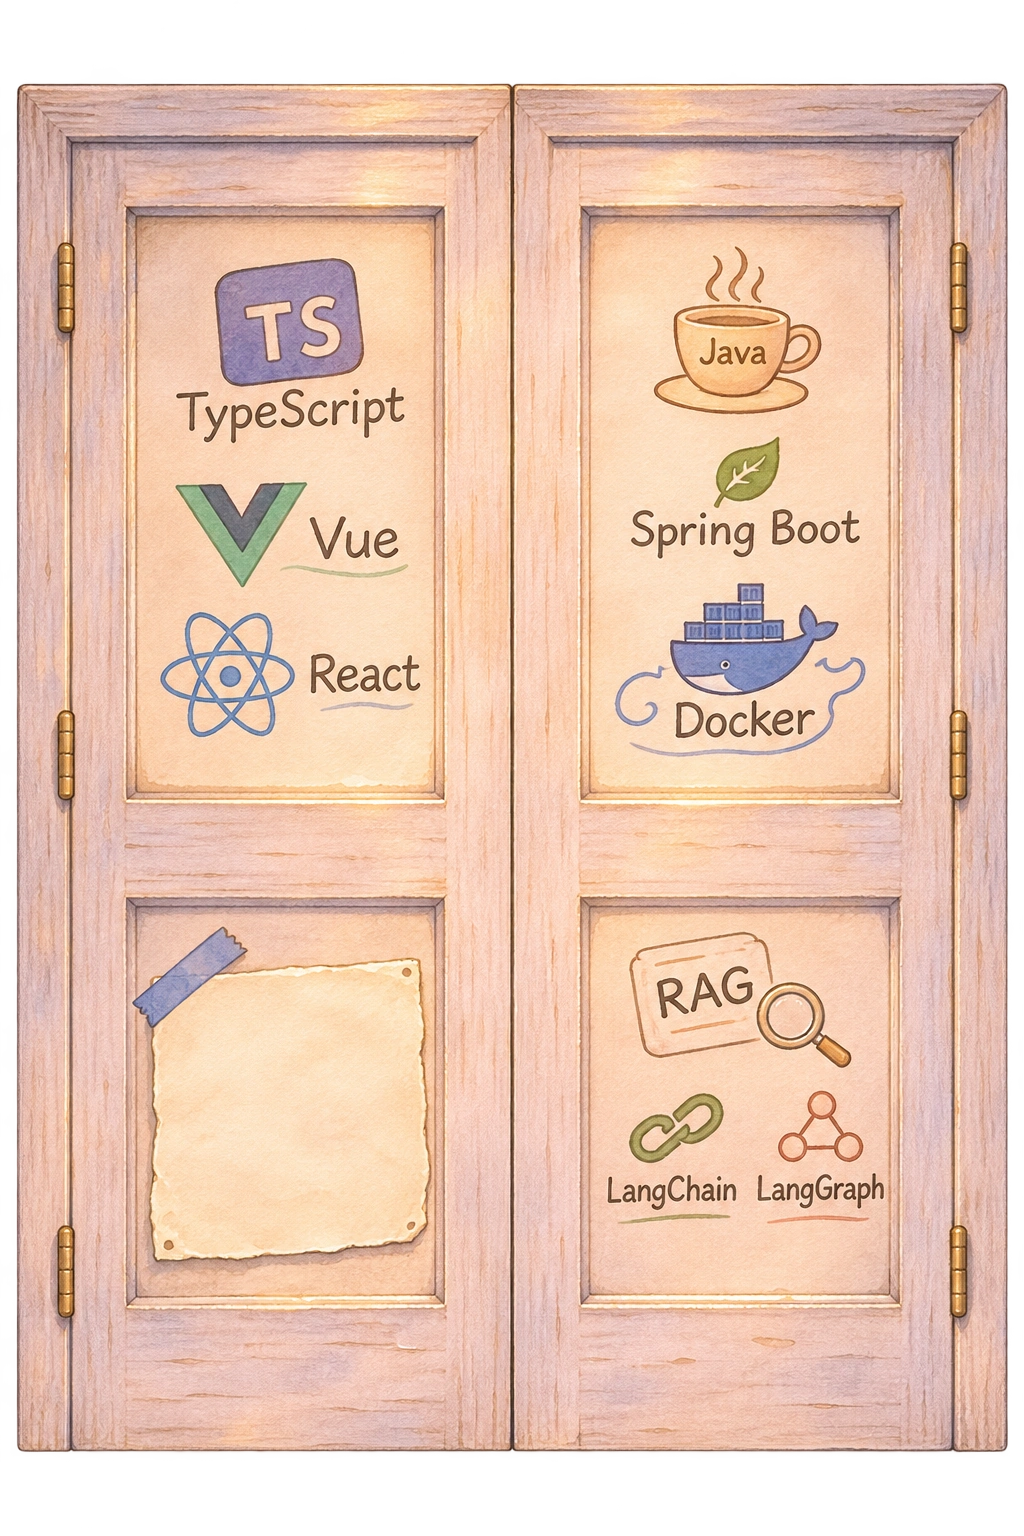 TS
TypeScript
Vue
React
Java
Spring Boot
Docker
RAG
LangChain
LangGraph